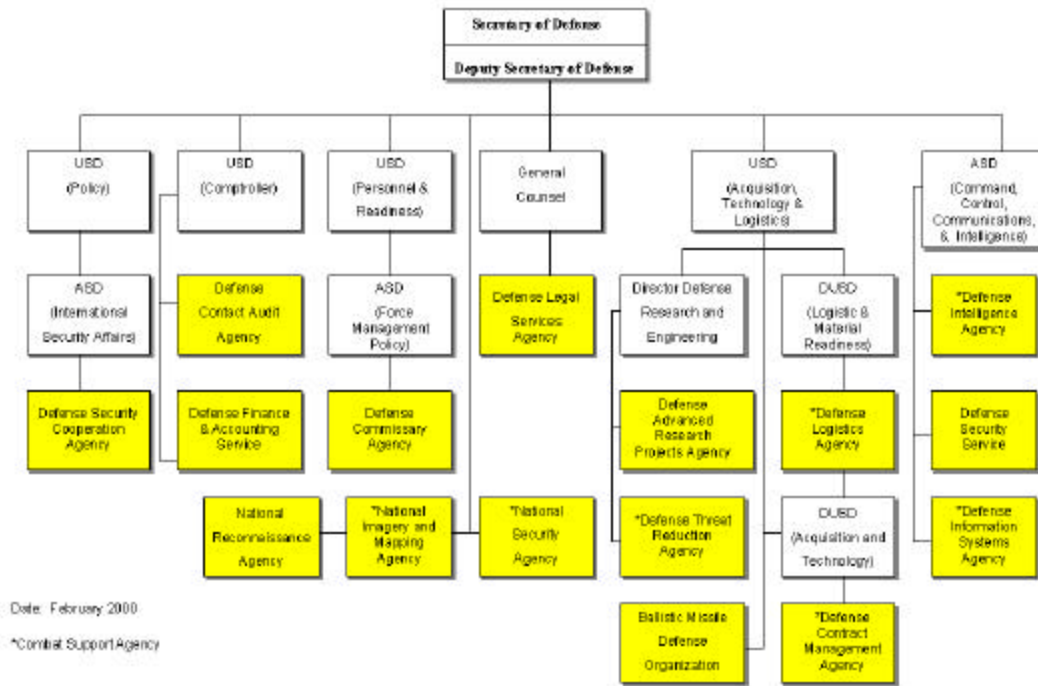 Secretary of Defense
Deputy Secretary of Defense
USD
(Policy)
USD
(Comptroller)
USD
(Personnel &
Readiness)
General
Counsel
USD
(Acquisition,
Technology &
Logistics)
ASD
(Command,
Control,
Communications,
& Intelligence)
ASD
(International
Security Affairs)
Defense
Contact Audit
Agency
ASD
(Force
Management
Policy)
Defense Legal
Services
Agency
Director Defense
Research and
Engineering
DUSD
(Logistic &
Material
Readiness)
*Defense
Intelligence
Agency
Defense Security
Cooperation
Agency
Defense Finance
& Accounting
Service
Defense
Commissary
Agency
Defense
Advanced
Research
Projects Agency
*Defense
Logistics
Agency
Defense
Security
Service
National
Reconnaissance
Agency
*National
Imagery and
Mapping
Agency
*National
Security
Agency
*Defense Threat
Reduction
Agency
DUSD
(Acquisition and
Technology)
*Defense
Information
Systems
Agency
Date: February 2000
*Combat Support Agency
Ballistic Missile
Defense
Organization
*Defense
Contract
Management
Agency